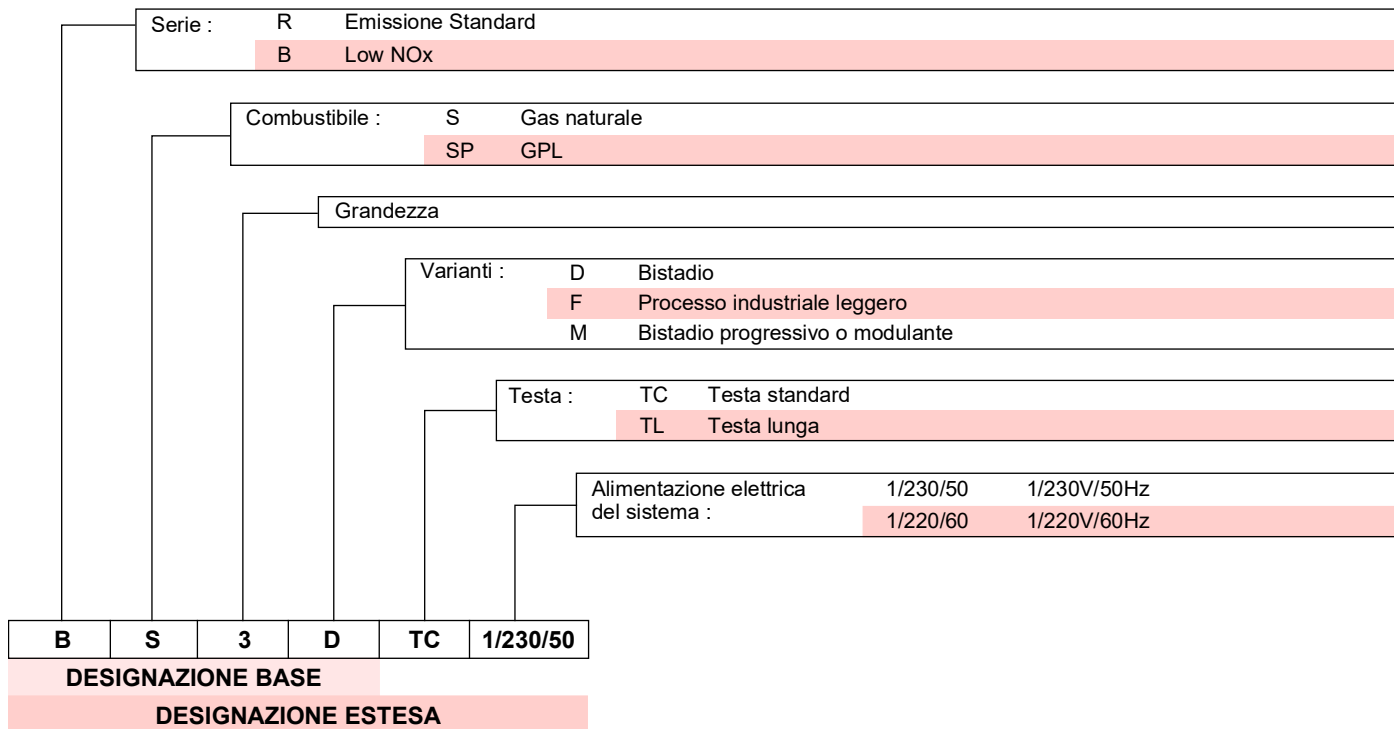 Serie : R Emissione Standard
B Low NOx
Combustibile : S Gas naturale
SP GPL
Grandezza
Varianti : D Bistadio
F Processo industriale leggero
M Bistadio progressivo o modulante
Testa : TC Testa standard
TL Testa lunga
Alimentazione elettrica 1/230/50 1/230V/50Hz
del sistema : 1/220/60 1/220V/60Hz
B S 3 D TC 1/230/50
DESIGNAZIONE BASE
DESIGNAZIONE ESTESA